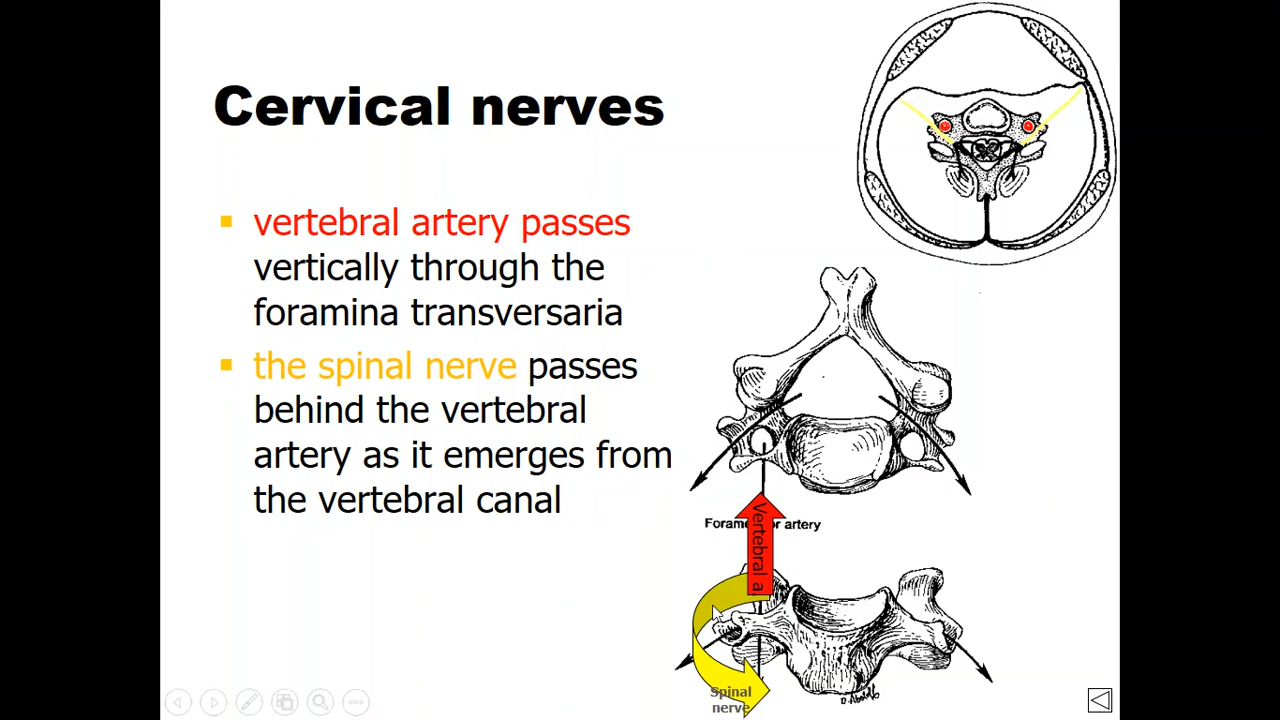 Cervical nerves
vertebral artery passes
vertically through the
foramina transversaria
the spinal nerve passes
behind the vertebral
artery as it emerges from
the vertebral canal
artery
Vertebral a
Spinal
nerve